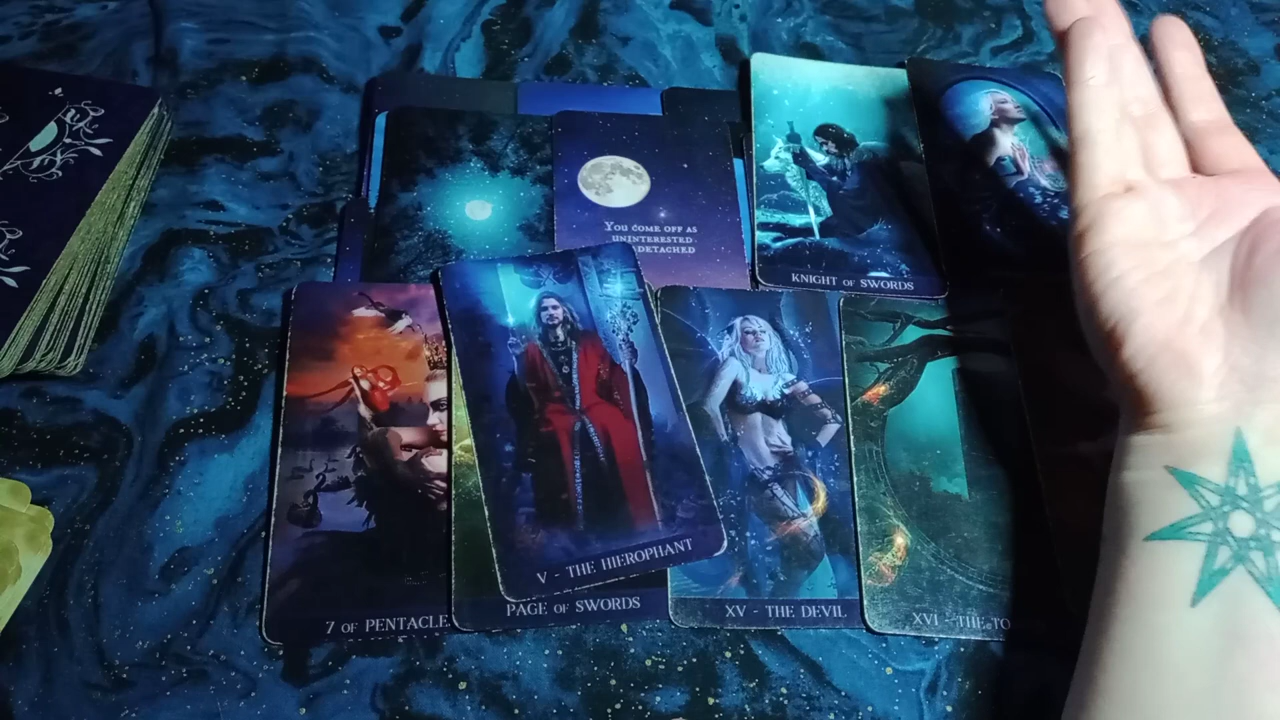 You come off as
uninterested
detached
KNIGHT OF SWORDS
V - THE HIEROPHANT
7 OF PENTACLE
PAGE OF SWORDS
XV - THE DEVIL
XVI - THE TO